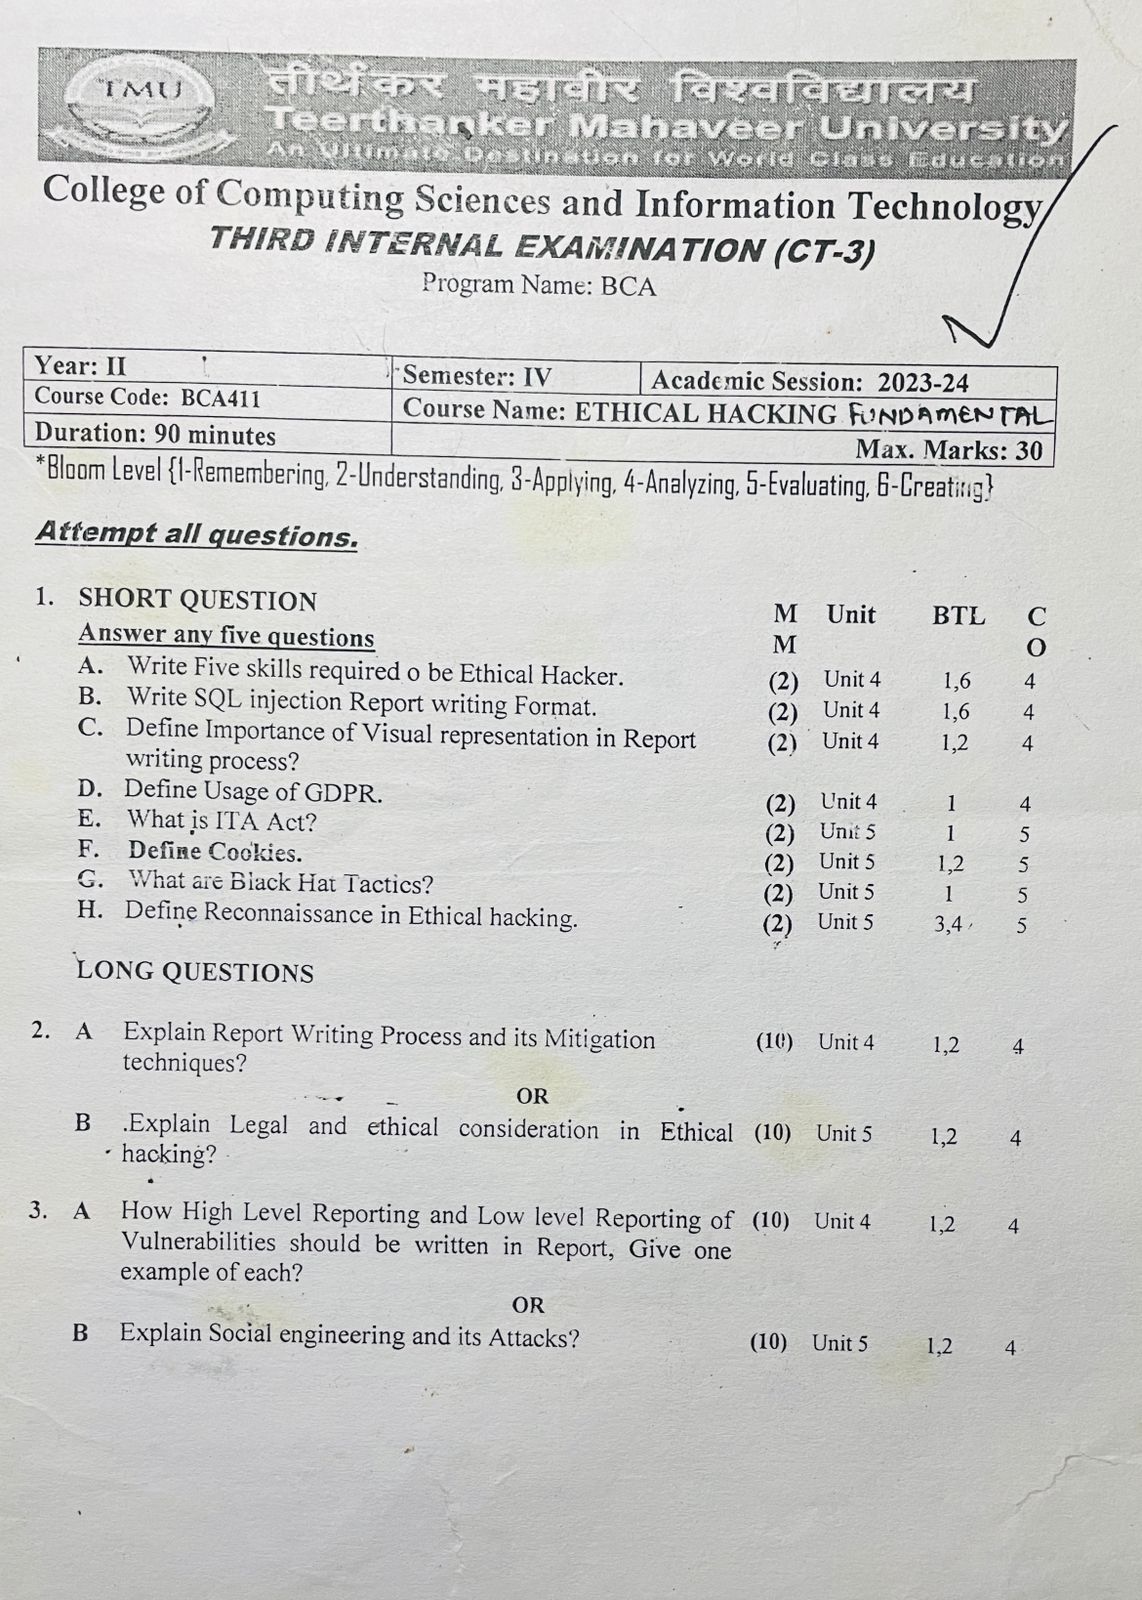 TMU
तीर्थंकर महावीर विश्वविद्यालय
Teerthanker Mahaveer University
An Ultimate Destination for World Class Education
College of Computing Sciences and Information Technology
THIRD INTERNAL EXAMINATION (CT-3)
Program Name: BCA
Year: II Semester: IV Academic Session: 2023-24
Course Code: BCA411 Course Name: ETHICAL HACKING FUNDAMENTAL
Duration: 90 minutes Max. Marks: 30
*Bloom Level {1-Remembering, 2-Understanding, 3-Applying, 4-Analyzing, 5-Evaluating, 6-Creating}
Attempt all questions.
1. SHORT QUESTION M Unit BTL C
Answer any five questions M O
A. Write Five skills required o be Ethical Hacker. (2) Unit 4 1,6 4
B. Write SQL injection Report writing Format. (2) Unit 4 1,6 4
C. Define Importance of Visual representation in Report (2) Unit 4 1,2 4
writing process?
D. Define Usage of GDPR. (2) Unit 4 1 4
E. What is ITA Act? (2) Unit 5 1 5
F. Define Cookies. (2) Unit 5 1,2 5
G. What are Black Hat Tactics? (2) Unit 5 1 5
H. Define Reconnaissance in Ethical hacking. (2) Unit 5 3,4 5
LONG QUESTIONS
2. A Explain Report Writing Process and its Mitigation (10) Unit 4 1,2 4
techniques?
OR
B .Explain Legal and ethical consideration in Ethical (10) Unit 5 1,2 4
hacking?
3. A How High Level Reporting and Low level Reporting of (10) Unit 4 1,2 4
Vulnerabilities should be written in Report, Give one
example of each?
OR
B Explain Social engineering and its Attacks? (10) Unit 5 1,2 4